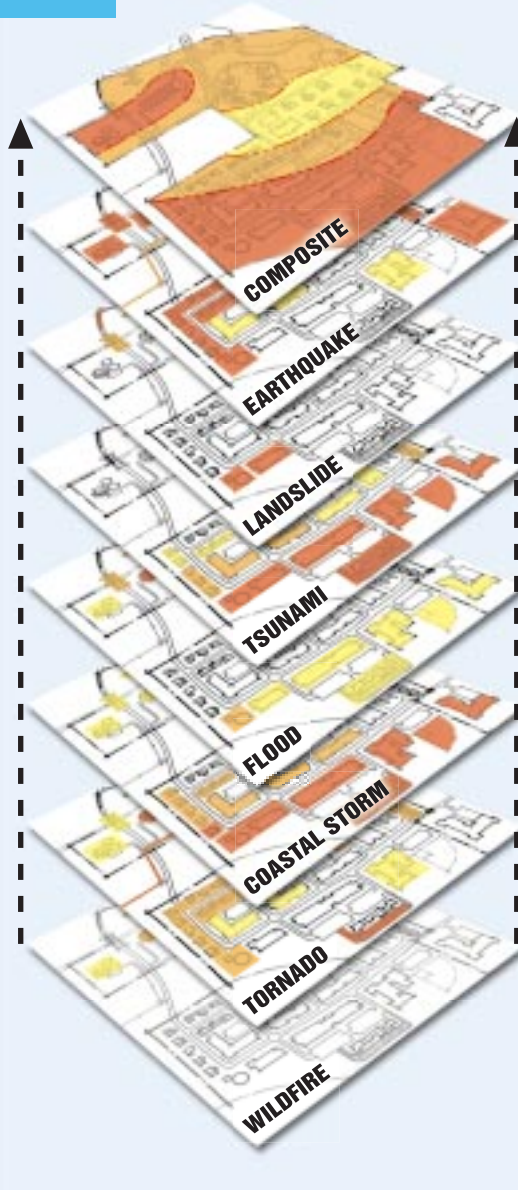 COMPOSITE
EARTHQUAKE
LANDSLIDE
TSUNAMI
FLOOD
COASTAL STORM
TORNADO
WILDFIRE